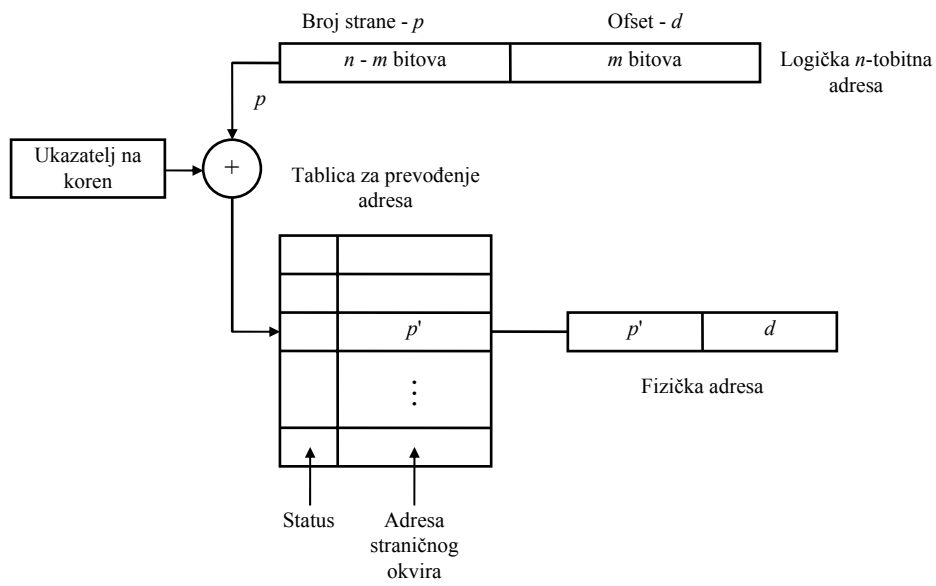 Broj strane - p
Ofset - d
n - m bitova
m bitova
Logička n-tobitna
adresa
p
Ukazatelj na
koren
+
Tablica za prevođenje
adresa
p'
⋮
p'
d
Fizička adresa
Status
Adresa
straničnog
okvira